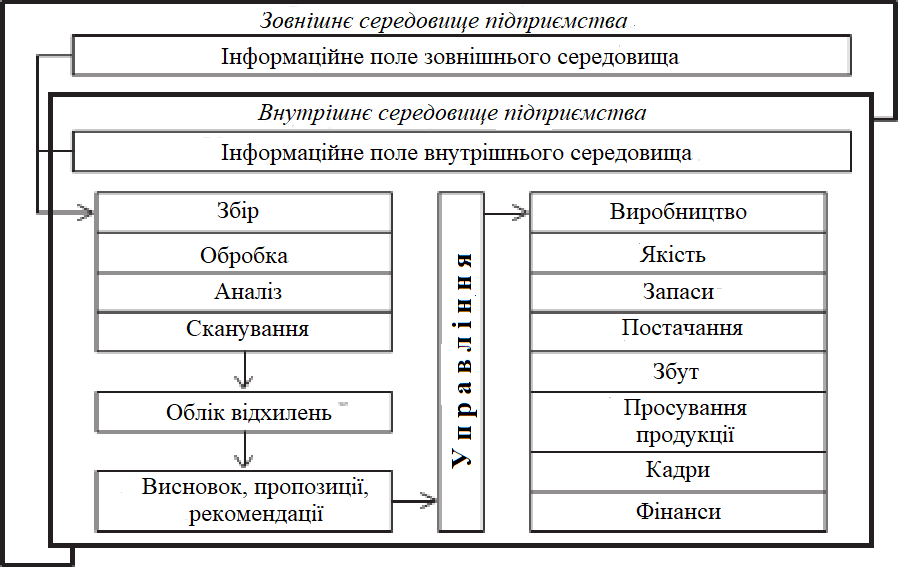 Зовнішнє середовище підприємства
Інформаційне поле зовнішнього середовища
Внутрішнє середовище підприємства
Інформаційне поле внутрішнього середовища
Збір
Обробка
Аналіз
Сканування
Облік відхилень
Висновок, пропозиції,
рекомендації
Управління
Виробництво
Якість
Запаси
Постачання
Збут
Просування
продукції
Кадри
Фінанси